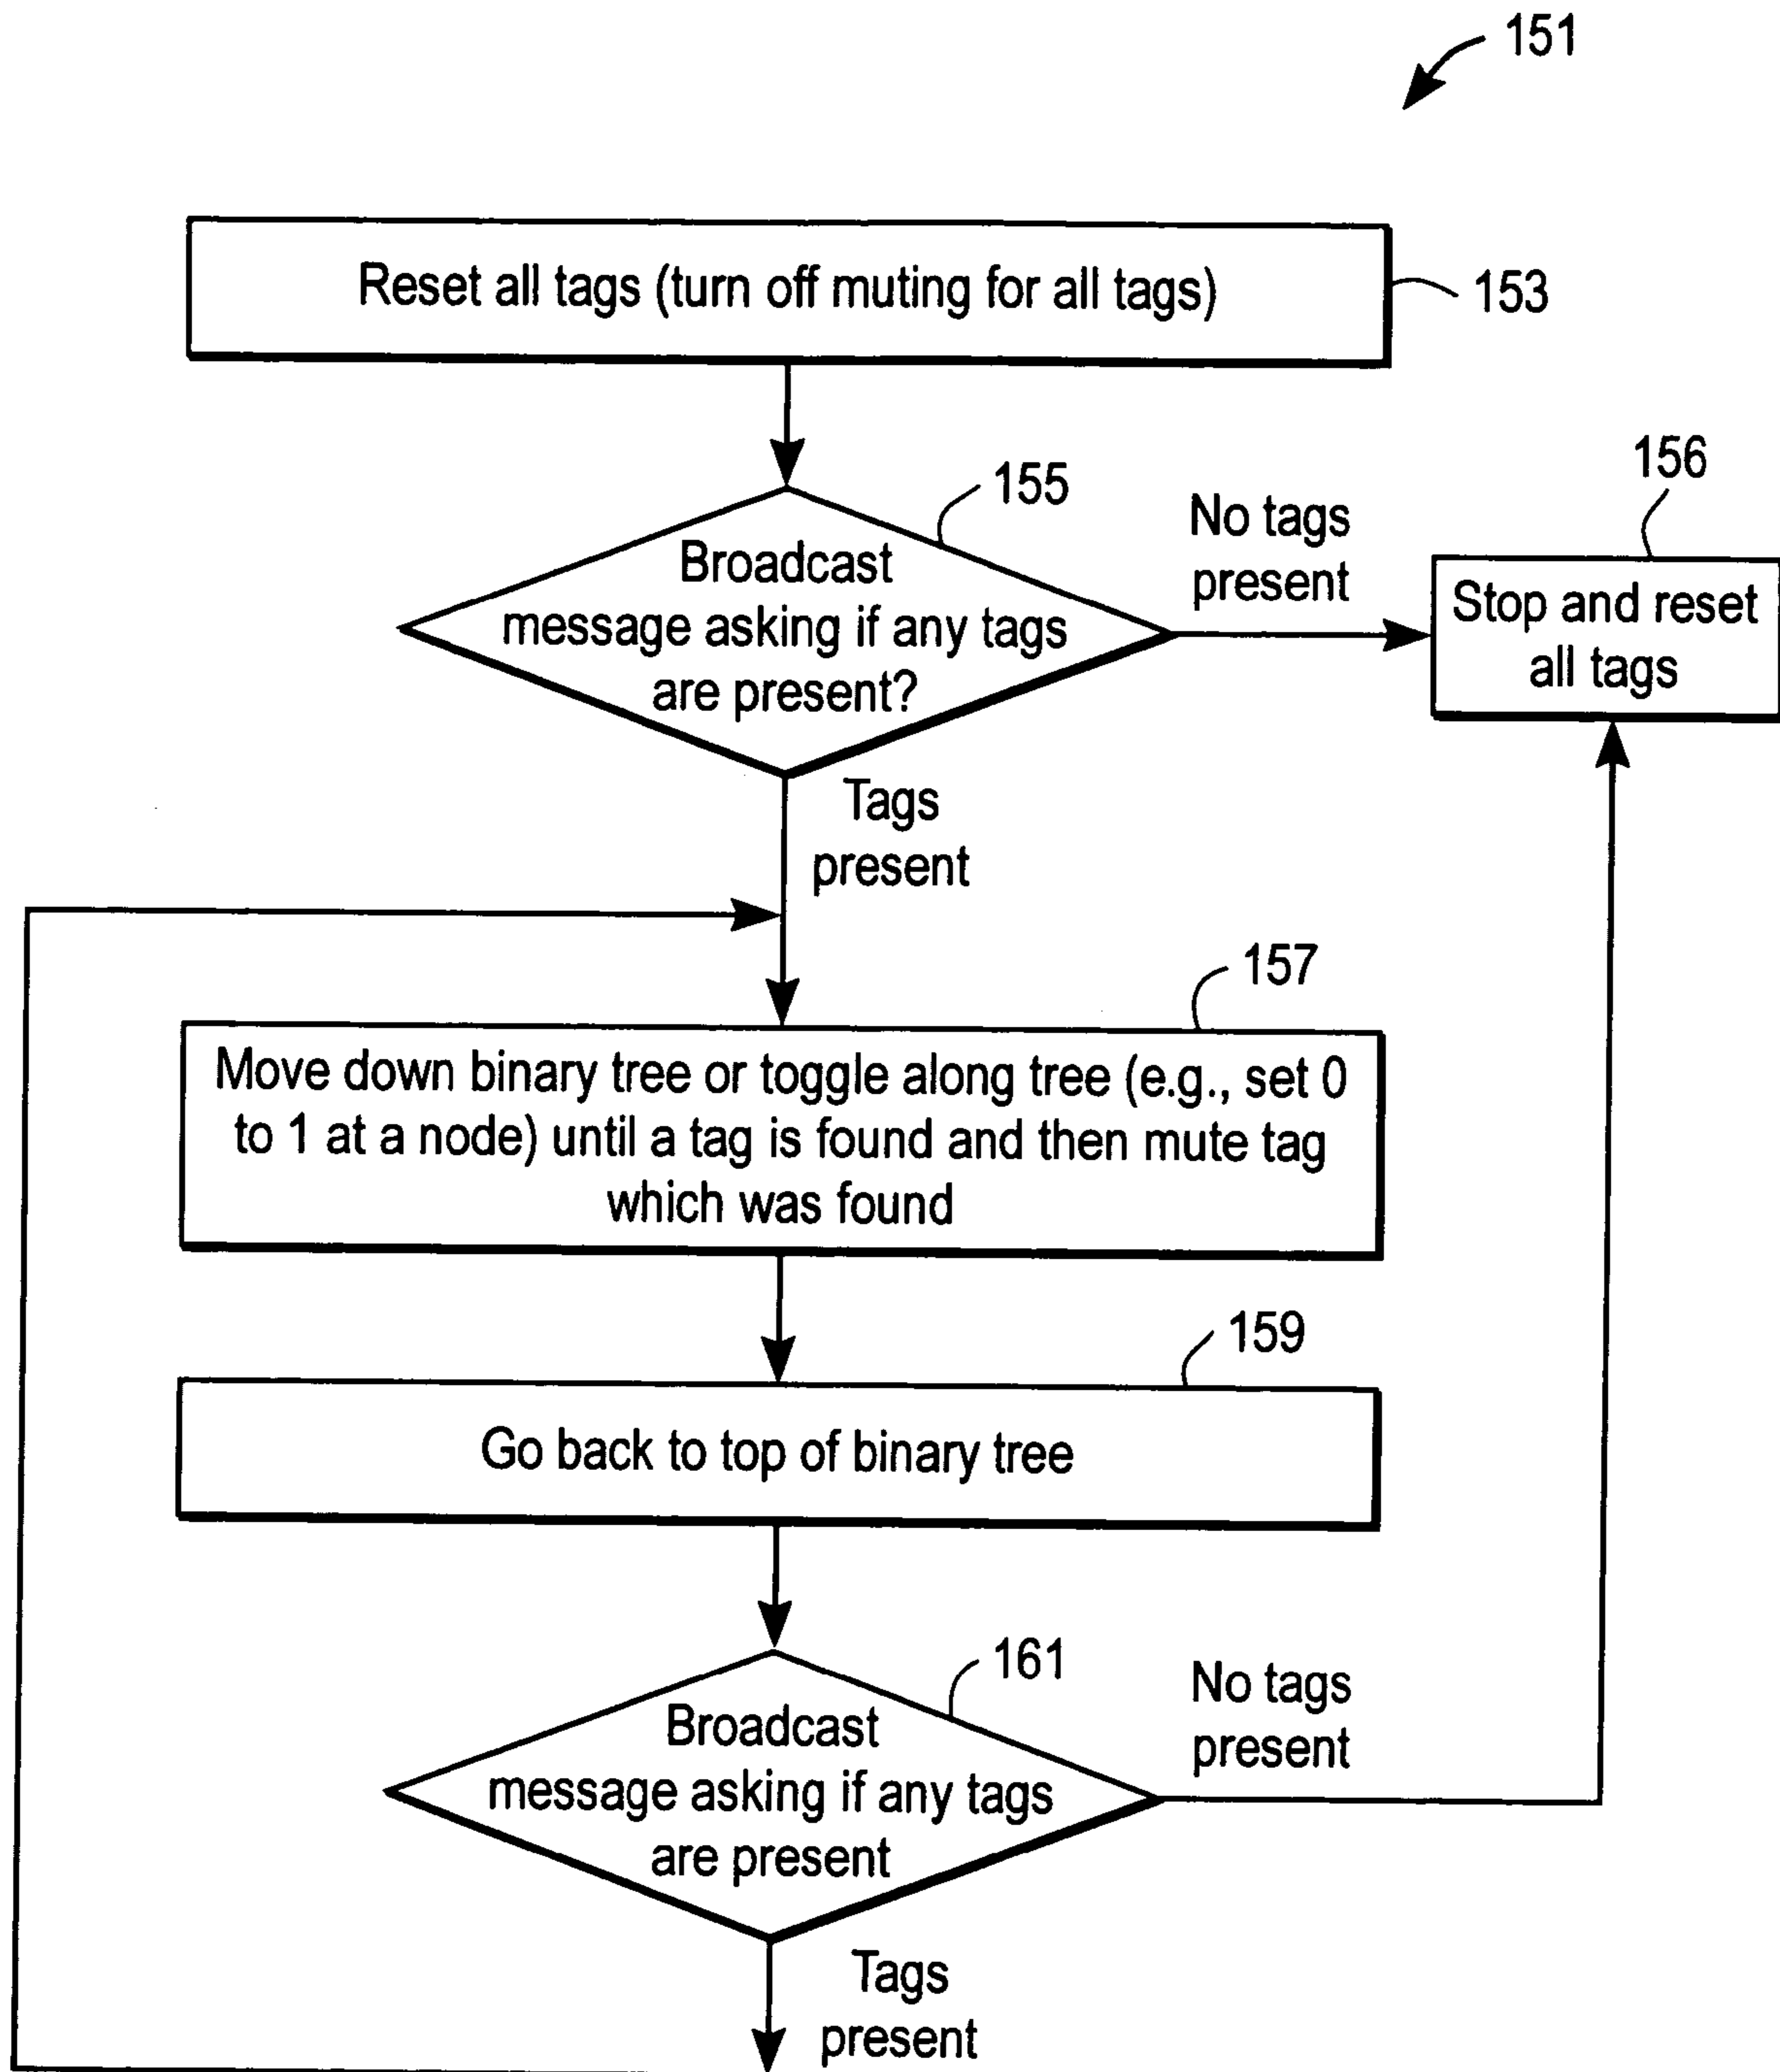 151
Reset all tags (turn off muting for all tags)
153
155
Broadcast
message asking if any tags
are present?
No tags
present
156
Stop and reset
all tags
Tags
present
157
Move down binary tree or toggle along tree (e.g., set 0
to 1 at a node) until a tag is found and then mute tag
which was found
159
Go back to top of binary tree
161
Broadcast
message asking if any tags
are present
No tags
present
Tags
present